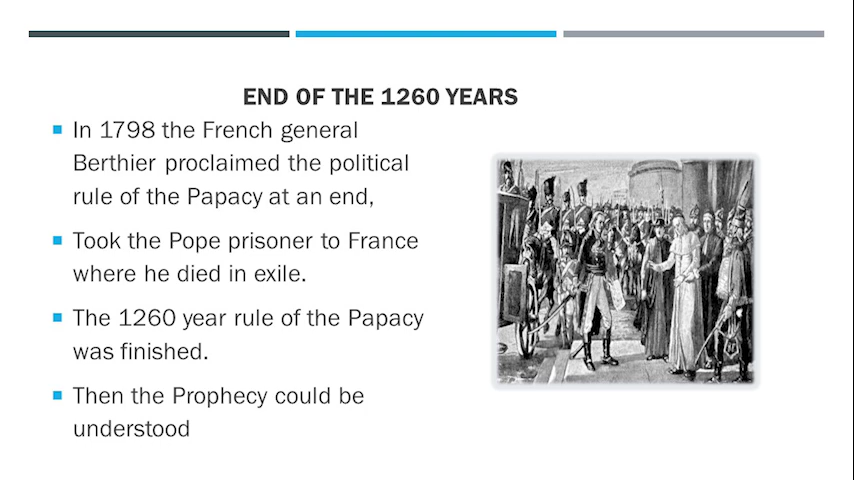 END OF THE 1260 YEARS
In 1798 the French general
Berthier proclaimed the political
rule of the Papacy at an end,
Took the Pope prisoner to France
where he died in exile.
The 1260 year rule of the Papacy
was finished.
Then the Prophecy could be
understood